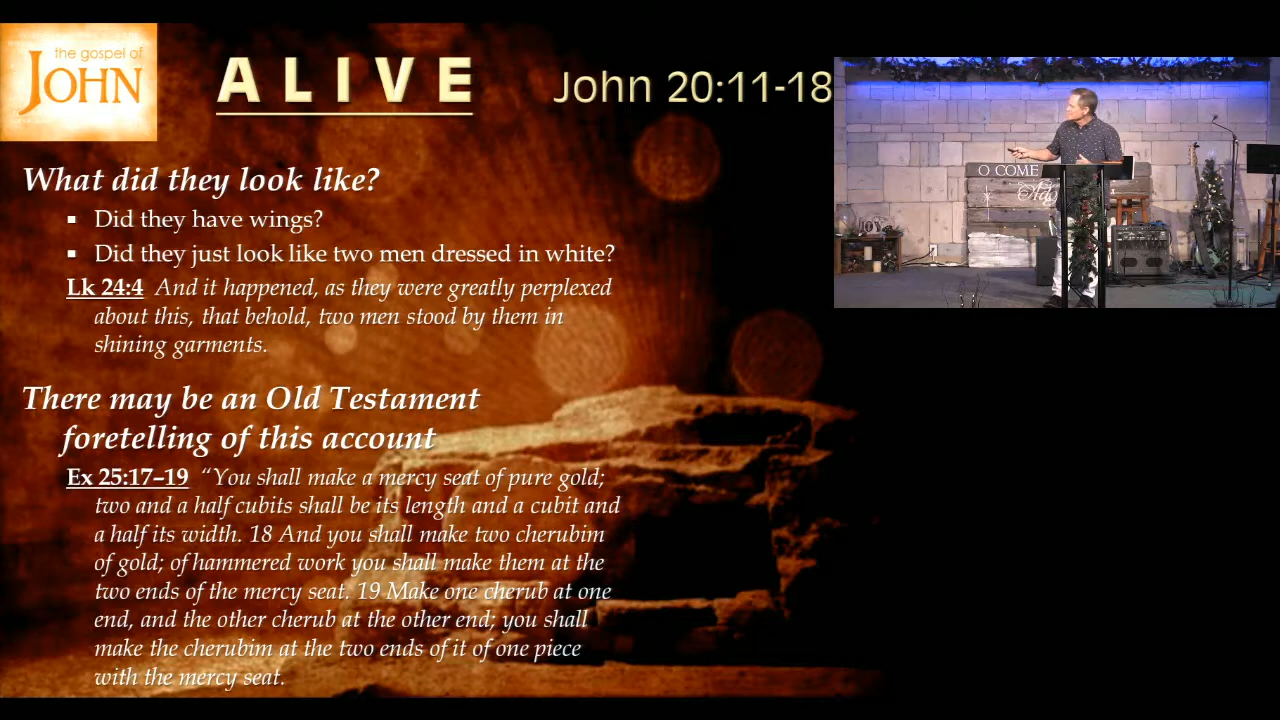 the gospel of
JOHN
ALIVE
John 20:11-18
What did they look like?
▪ Did they have wings?
▪ Did they just look like two men dressed in white?
Lk 24:4 And it happened, as they were greatly perplexed
about this, that behold, two men stood by them in
shining garments.
There may be an Old Testament
foretelling of this account
Ex 25:17–19 “You shall make a mercy seat of pure gold;
two and a half cubits shall be its length and a cubit and
a half its width. 18 And you shall make two cherubim
of gold; of hammered work you shall make them at the
two ends of the mercy seat. 19 Make one cherub at one
end, and the other cherub at the other end; you shall
make the cherubim at the two ends of it of one piece
with the mercy seat.
O COME
JOY